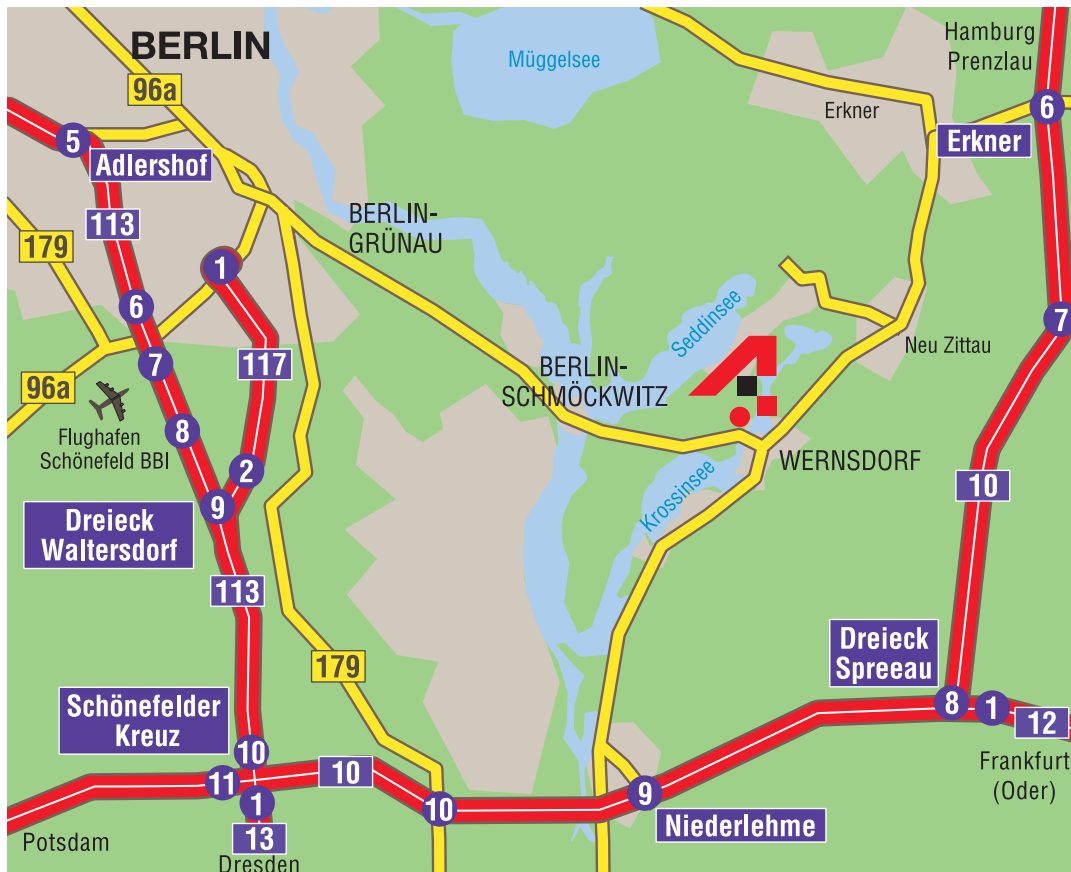 BERLIN
96a
Müggelsee
Hamburg
Prenzlau
Erkner
6
Erkner
5
Adlershof
113
179
BERLIN-
GRÜNAU
1
6
7
117
7
96a
Flughafen
Schönefeld BBI
8
Seddinsee
Neu Zittau
BERLIN-
SCHMÖCKWITZ
WERNSDORF
Krossinsee
2
9
10
Dreieck
Waltersdorf
113
179
Dreieck
Spreeau
8
1
12
Frankfurt
(Oder)
Schönefelder
Kreuz
10
11
10
1
10
9
Niederlehme
13
Potsdam
Dresden